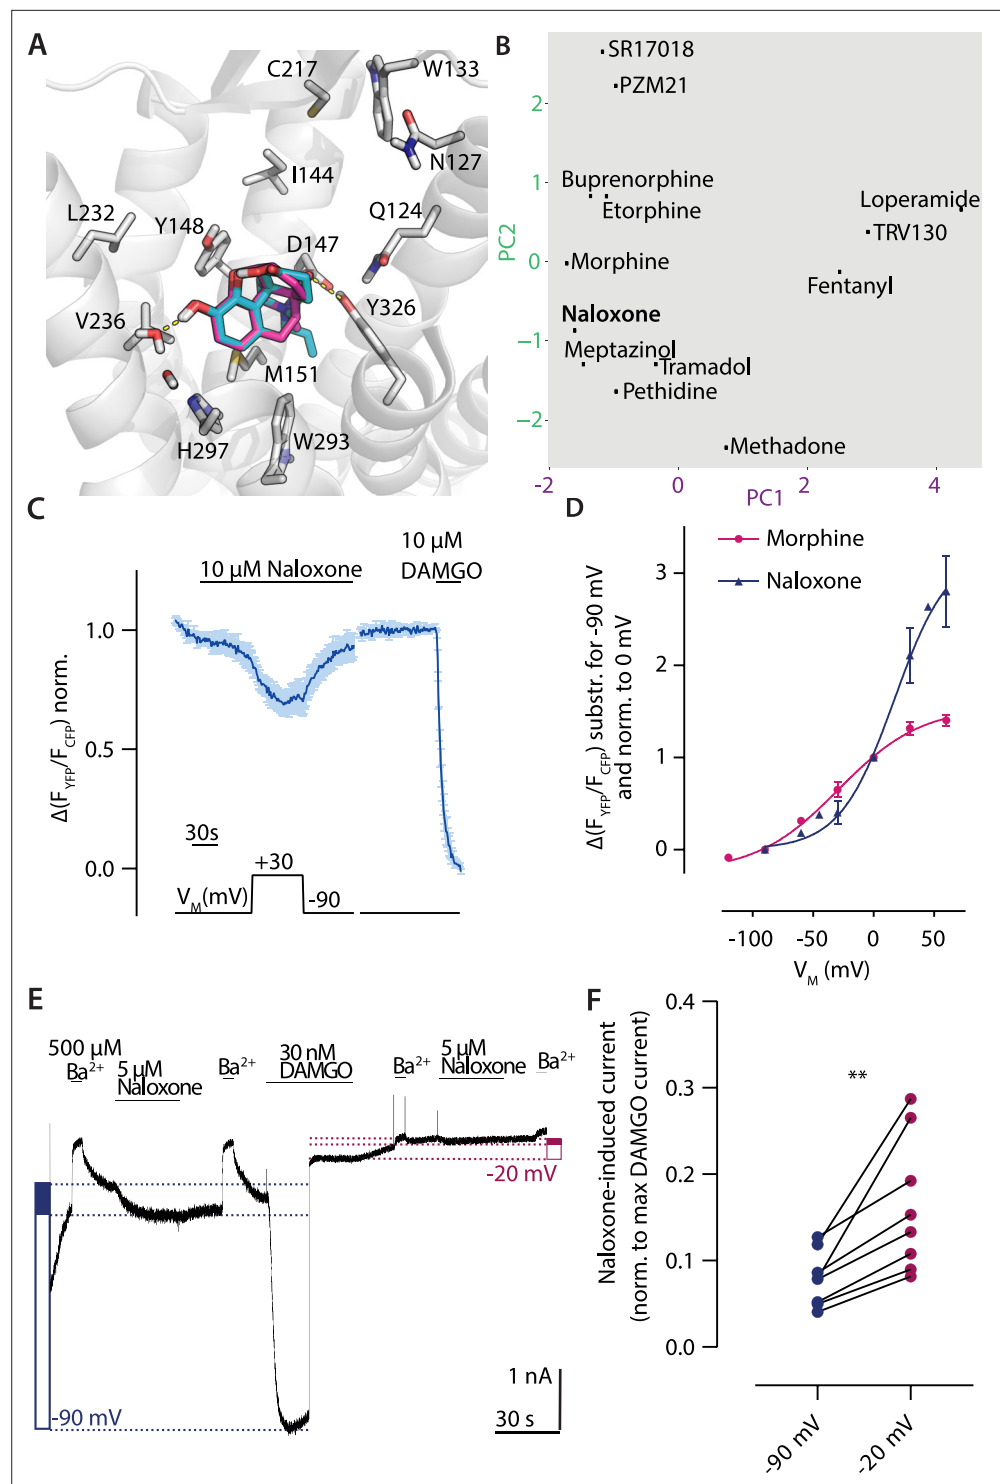 A
C217
W133
N127
I144
L232
Y148
Q124
D147
V236
Y326
M151
H297
W293
B
SR17018
PZM21
Buprenorphine
Etorphine
Loperamide
TRV130
Morphine
Fentanyl
Naloxone
Meptazinol
Tramadol
Pethidine
Methadone
PC2
2
1
0
−1
−2
-2
0
2
4
PC1
C
10 µM Naloxone
10 µM
DAMGO
Δ(F_YFP/F_CFP) norm.
1.0
0.5
0.0
30s
+30
V_M(mV)
-90
D
Morphine
Naloxone
Δ(F_YFP/F_CFP) substr. for -90 mV
and norm. to 0 mV
3
2
1
0
-100
-50
0
50
V_M (mV)
E
500 µM
Ba2+
5 µM
Naloxone
Ba2+
30 nM
DAMGO
Ba2+
5 µM
Naloxone
Ba2+
-20 mV
-90 mV
1 nA
30 s
F
Naloxone-induced current
(norm. to max DAMGO current)
0.4
0.3
0.2
0.1
0.0
**
-90 mV
-20 mV